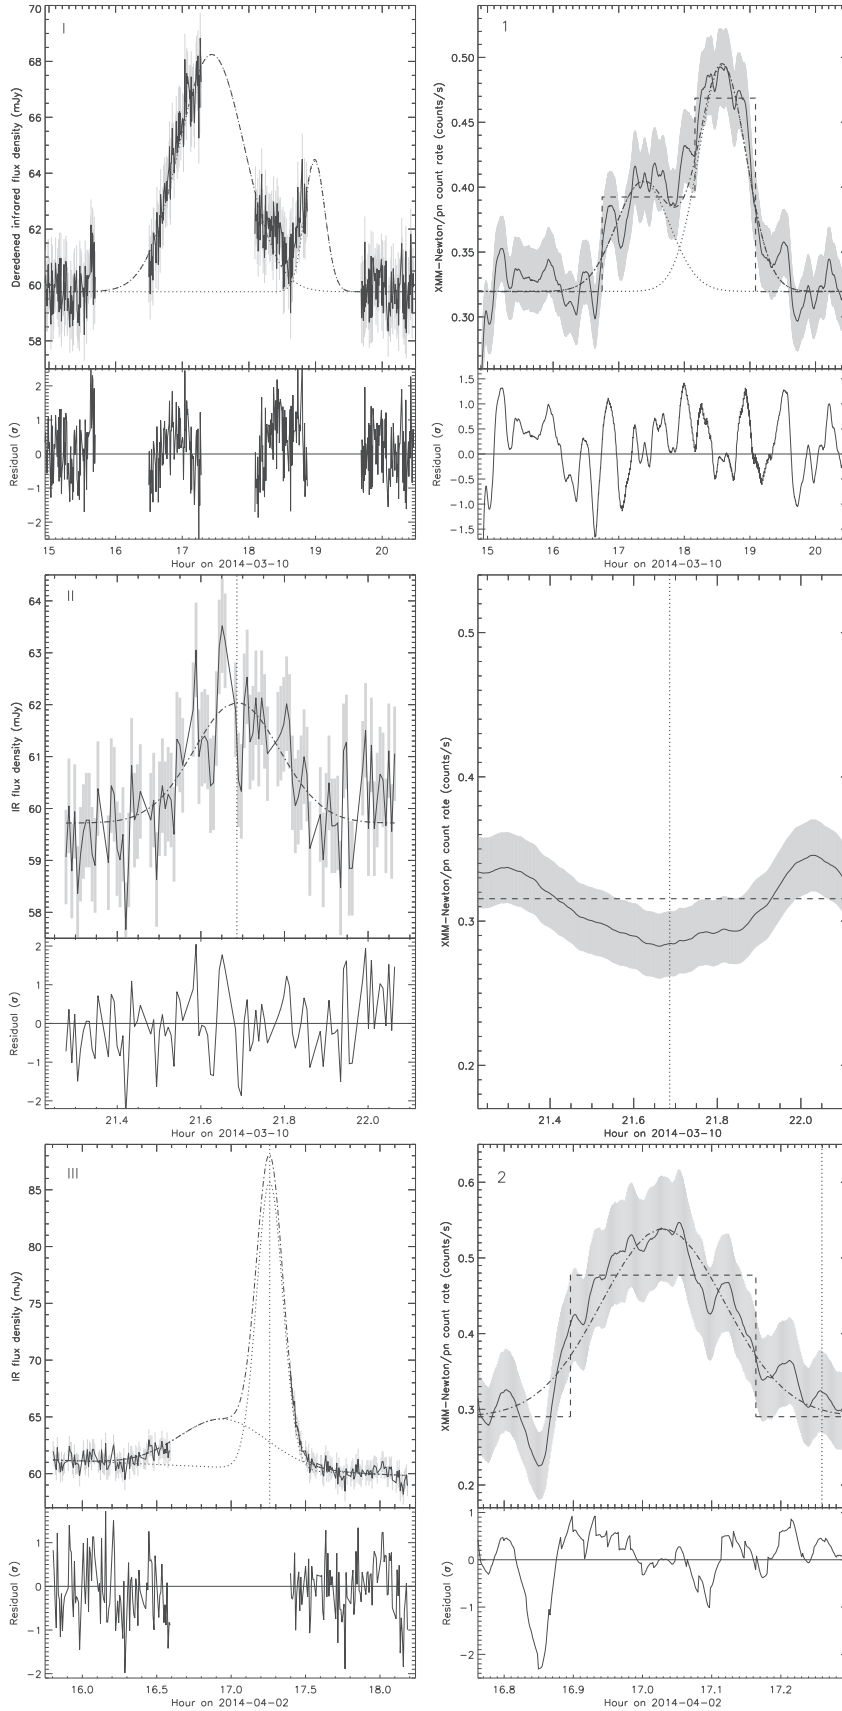 I
Dereddened infrared flux density (mJy)
70
68
66
64
62
60
58
Residual (σ)
2
1
0
−1
−2
15 16 17 18 19 20
Hour on 2014−03−10
1
XMM−Newton/pn count rate (counts/s)
0.50
0.45
0.40
0.35
0.30
Residual (σ)
1.5
1.0
0.5
0.0
−0.5
−1.0
−1.5
15 16 17 18 19 20
Hour on 2014−03−10
II
IR flux density (mJy)
64
63
62
61
60
59
58
Residual (σ)
2
1
0
−1
−2
21.4 21.6 21.8 22.0
Hour on 2014−03−10
XMM−Newton/pn count rate (counts/s)
0.5
0.4
0.3
0.2
21.4 21.6 21.8 22.0
Hour on 2014−03−10
III
IR flux density (mJy)
85
80
75
70
65
60
Residual (σ)
1
0
−1
−2
16.0 16.5 17.0 17.5 18.0
Hour on 2014−04−02
2
XMM−Newton/pn count rate (counts/s)
0.6
0.5
0.4
0.3
0.2
Residual (σ)
1
0
−1
−2
16.8 16.9 17.0 17.1 17.2
Hour on 2014−04−02